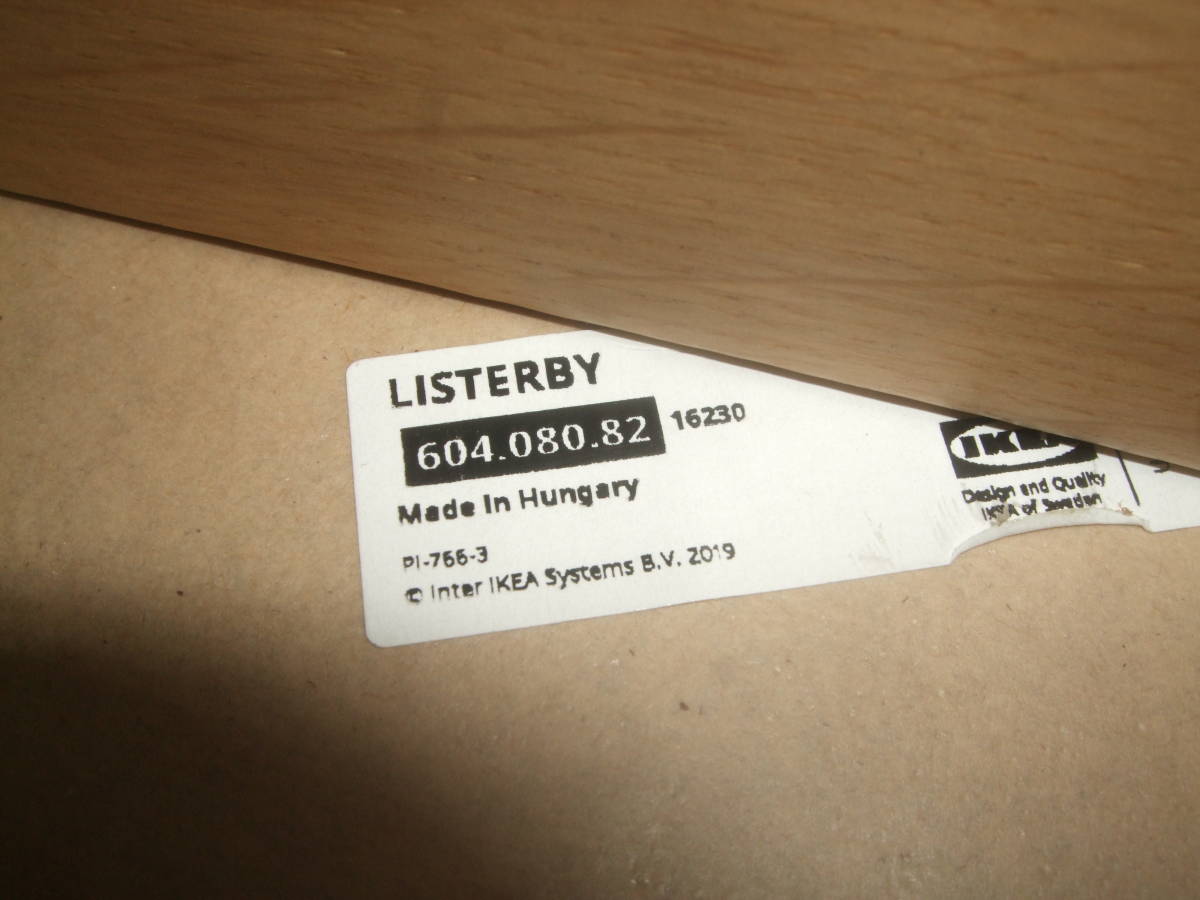 LISTERBY
604.080.82 16230
Made in Hungary
PI-766-3
© Inter IKEA Systems B.V. 2019
IKEA
Design and Quality
IKEA of Sweden